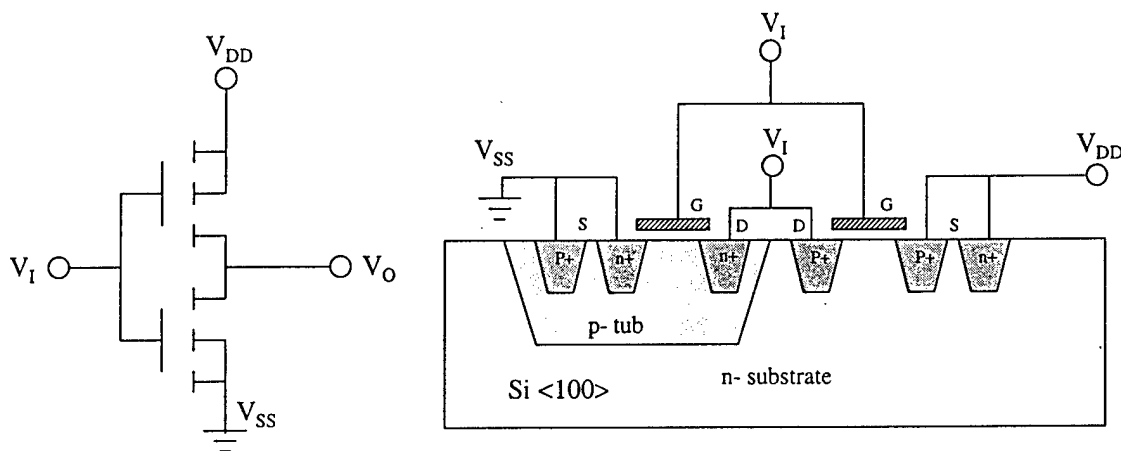 V_DD
V_I
V_O
V_SS
V_I
V_SS
V_I
V_DD
G
G
S
D
D
S
P+
n+
n+
P+
P+
n+
p- tub
n- substrate
Si <100>